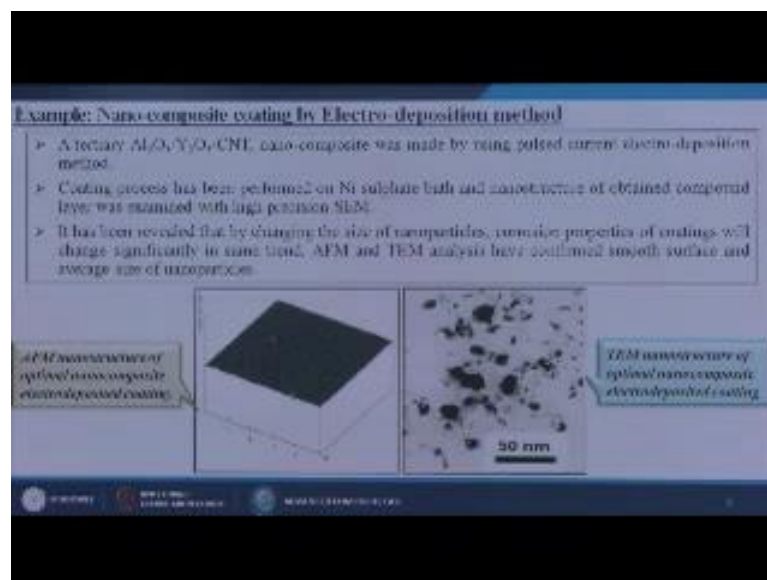 Example: Nano-composite coating by Electro-deposition method
➢ A tertiary Al₂O₃/Y₂O₃/CNT, nano-composite was made by using pulsed current electro-deposition
method.
➢ Coating process has been performed on Ni sulphate bath and nanostructure of obtained compound
layer was examined with high precision SEM.
➢ It has been revealed that by changing the size of nanoparticles, corrosion properties of coatings will
change significantly in same trend. AFM and TEM analysis have confirmed smooth surface and
average size of nanoparticles.
AFM nanostructure of
optimal nanocomposite
electrodeposited coating
TEM nanostructure of
optimal nanocomposite
electrodeposited coating
50 nm